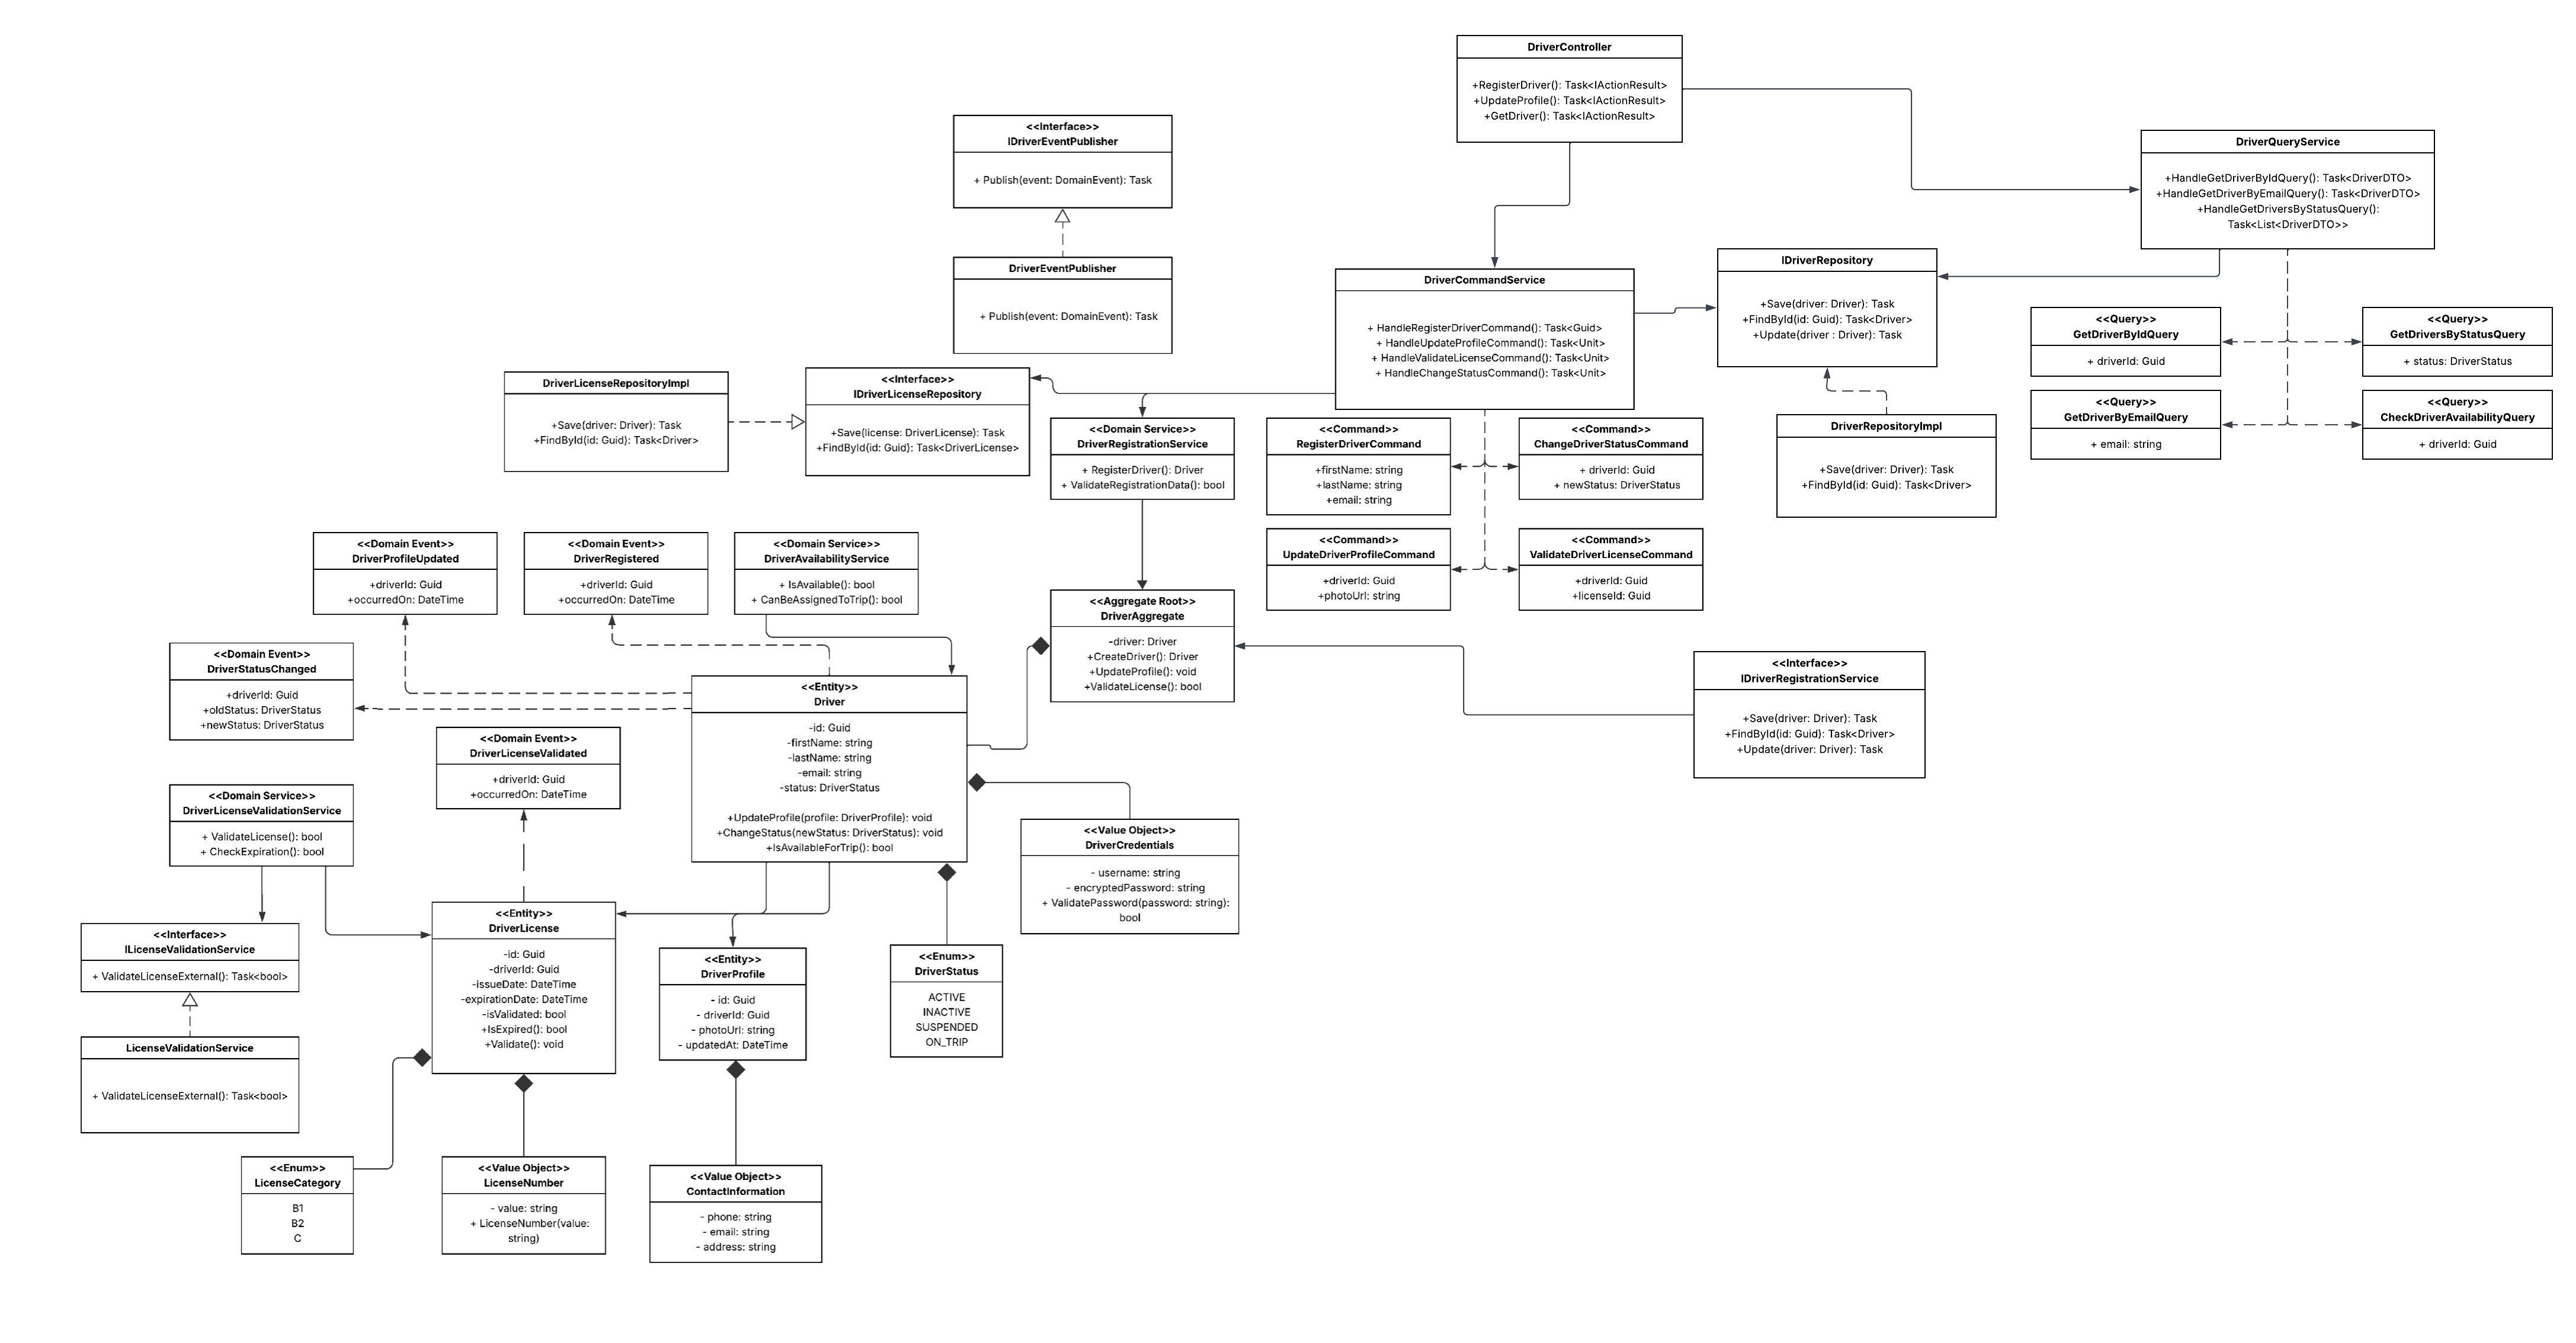 DriverController
+RegisterDriver(): Task<IActionResult>
+UpdateProfile(): Task<IActionResult>
+GetDriver(): Task<IActionResult>
<<Interface>>
IDriverEventPublisher
+ Publish(event: DomainEvent): Task
DriverQueryService
+HandleGetDriverByIdQuery(): Task<DriverDTO>
+HandleGetDriverByEmailQuery(): Task<DriverDTO>
+HandleGetDriversByStatusQuery():
Task<List<DriverDTO>>
DriverEventPublisher
+ Publish(event: DomainEvent): Task
DriverCommandService
+ HandleRegisterDriverCommand(): Task<Guid>
+ HandleUpdateProfileCommand(): Task<Unit>
+ HandleValidateLicenseCommand(): Task<Unit>
+ HandleChangeStatusCommand(): Task<Unit>
IDriverRepository
+Save(driver: Driver): Task
+FindById(id: Guid): Task<Driver>
+Update(driver : Driver): Task
<<Query>>
GetDriverByIdQuery
+ driverId: Guid
<<Query>>
GetDriversByStatusQuery
+ status: DriverStatus
<<Query>>
GetDriverByEmailQuery
+ email: string
<<Query>>
CheckDriverAvailabilityQuery
+ driverId: Guid
DriverLicenseRepositoryImpl
+Save(driver: Driver): Task
+FindById(id: Guid): Task<Driver>
<<Interface>>
IDriverLicenseRepository
+Save(license: DriverLicense): Task
+FindById(id: Guid): Task<DriverLicense>
<<Domain Service>>
DriverRegistrationService
+ RegisterDriver(): Driver
+ ValidateRegistrationData(): bool
<<Command>>
RegisterDriverCommand
+firstName: string
+lastName: string
+email: string
<<Command>>
ChangeDriverStatusCommand
+ driverId: Guid
+ newStatus: DriverStatus
DriverRepositoryImpl
+Save(driver: Driver): Task
+FindById(id: Guid): Task<Driver>
<<Command>>
UpdateDriverProfileCommand
+driverId: Guid
+photoUrl: string
<<Command>>
ValidateDriverLicenseCommand
+driverId: Guid
+licenseId: Guid
<<Domain Event>>
DriverProfileUpdated
+driverId: Guid
+occurredOn: DateTime
<<Domain Event>>
DriverRegistered
+driverId: Guid
+occurredOn: DateTime
<<Domain Service>>
DriverAvailabilityService
+ IsAvailable(): bool
+ CanBeAssignedToTrip(): bool
<<Aggregate Root>>
DriverAggregate
-driver: Driver
+CreateDriver(): Driver
+UpdateProfile(): void
+ValidateLicense(): bool
<<Domain Event>>
DriverStatusChanged
+driverId: Guid
+oldStatus: DriverStatus
+newStatus: DriverStatus
<<Interface>>
IDriverRegistrationService
+Save(driver: Driver): Task
+FindById(id: Guid): Task<Driver>
+Update(driver: Driver): Task
<<Entity>>
Driver
-id: Guid
-firstName: string
-lastName: string
-email: string
-status: DriverStatus
+UpdateProfile(profile: DriverProfile): void
+ChangeStatus(newStatus: DriverStatus): void
+IsAvailableForTrip(): bool
<<Domain Event>>
DriverLicenseValidated
+driverId: Guid
+occurredOn: DateTime
<<Domain Service>>
DriverLicenseValidationService
+ ValidateLicense(): bool
+ CheckExpiration(): bool
<<Value Object>>
DriverCredentials
- username: string
- encryptedPassword: string
+ ValidatePassword(password: string):
bool
<<Interface>>
ILicenseValidationService
+ ValidateLicenseExternal(): Task<bool>
<<Entity>>
DriverLicense
-id: Guid
-driverId: Guid
-issueDate: DateTime
-expirationDate: DateTime
-isValidated: bool
+IsExpired(): bool
+Validate(): void
<<Entity>>
DriverProfile
- id: Guid
- driverId: Guid
- photoUrl: string
- updatedAt: DateTime
<<Enum>>
DriverStatus
ACTIVE
INACTIVE
SUSPENDED
ON_TRIP
LicenseValidationService
+ ValidateLicenseExternal(): Task<bool>
<<Enum>>
LicenseCategory
B1
B2
C
<<Value Object>>
LicenseNumber
- value: string
+ LicenseNumber(value:
string)
<<Value Object>>
ContactInformation
- phone: string
- email: string
- address: string